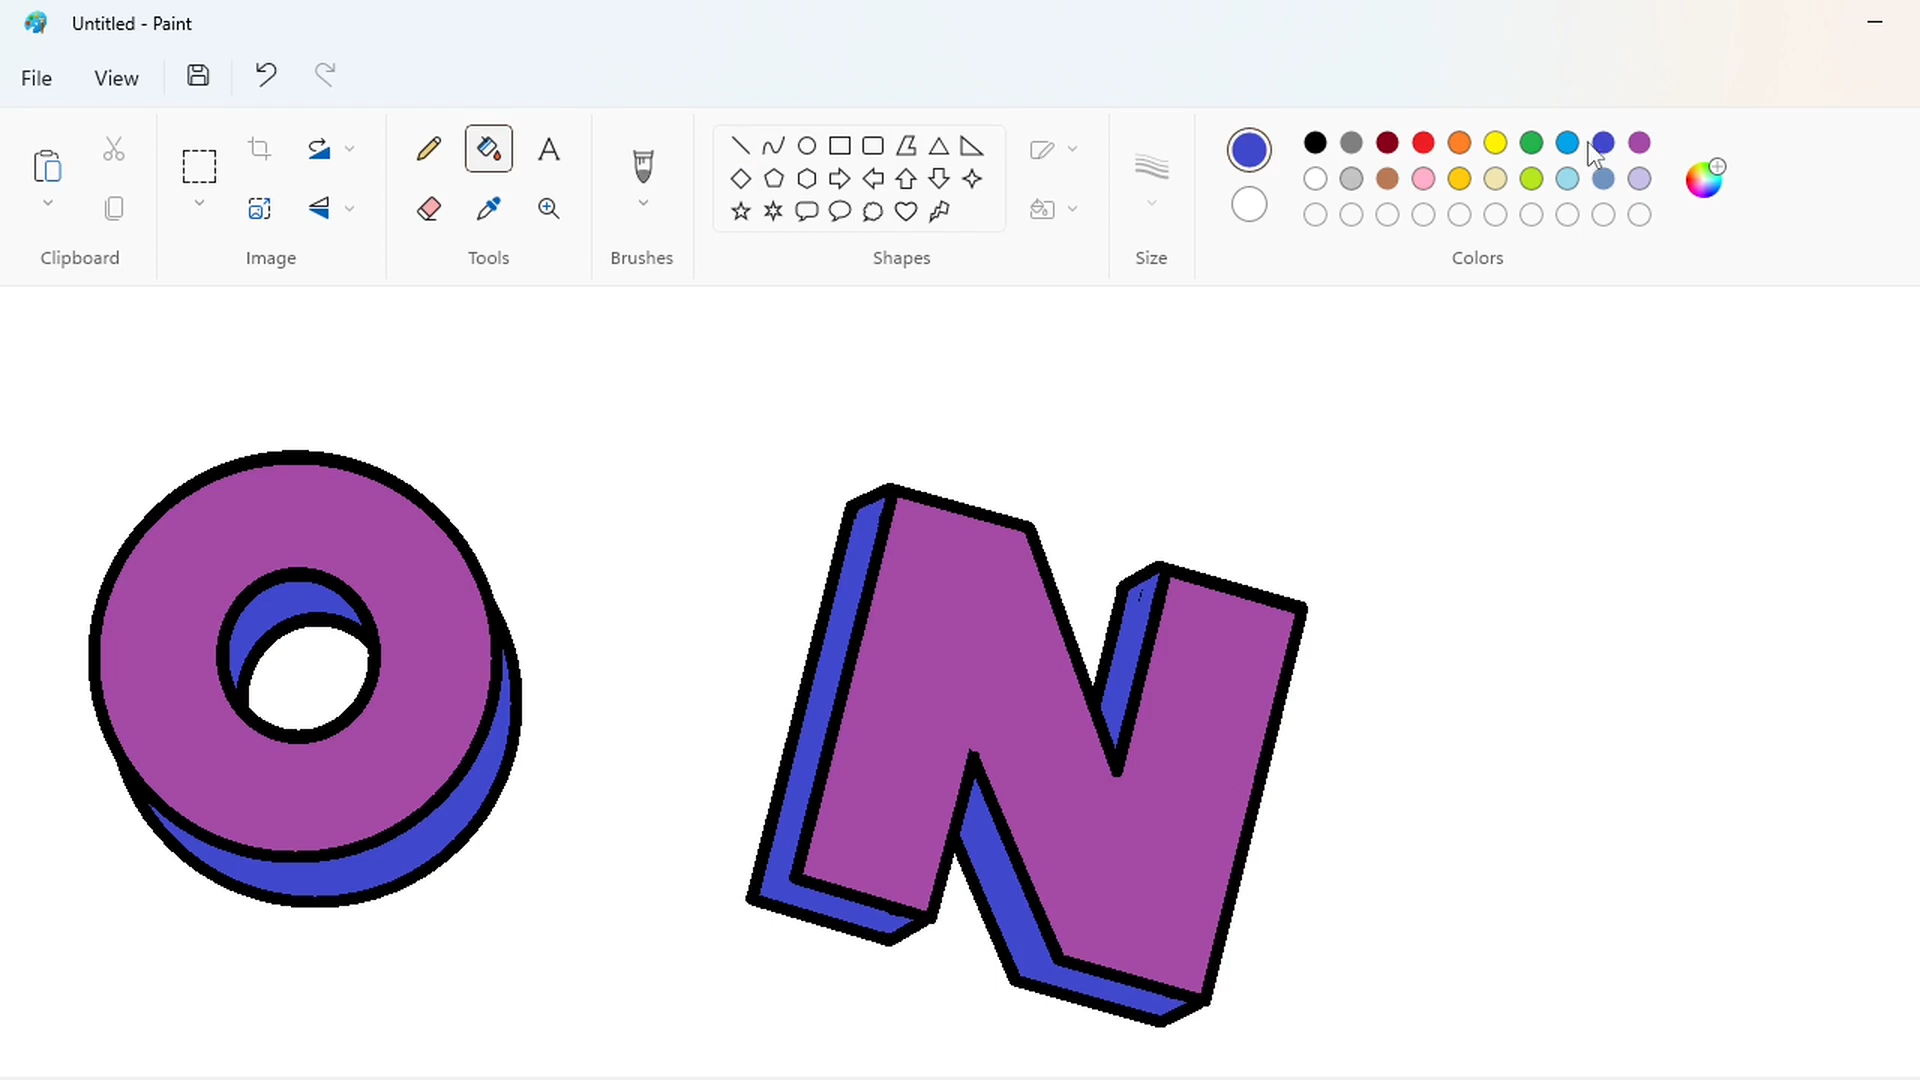 Untitled - Paint
File View
Clipboard Image Tools Brushes Shapes Size Colors
O N